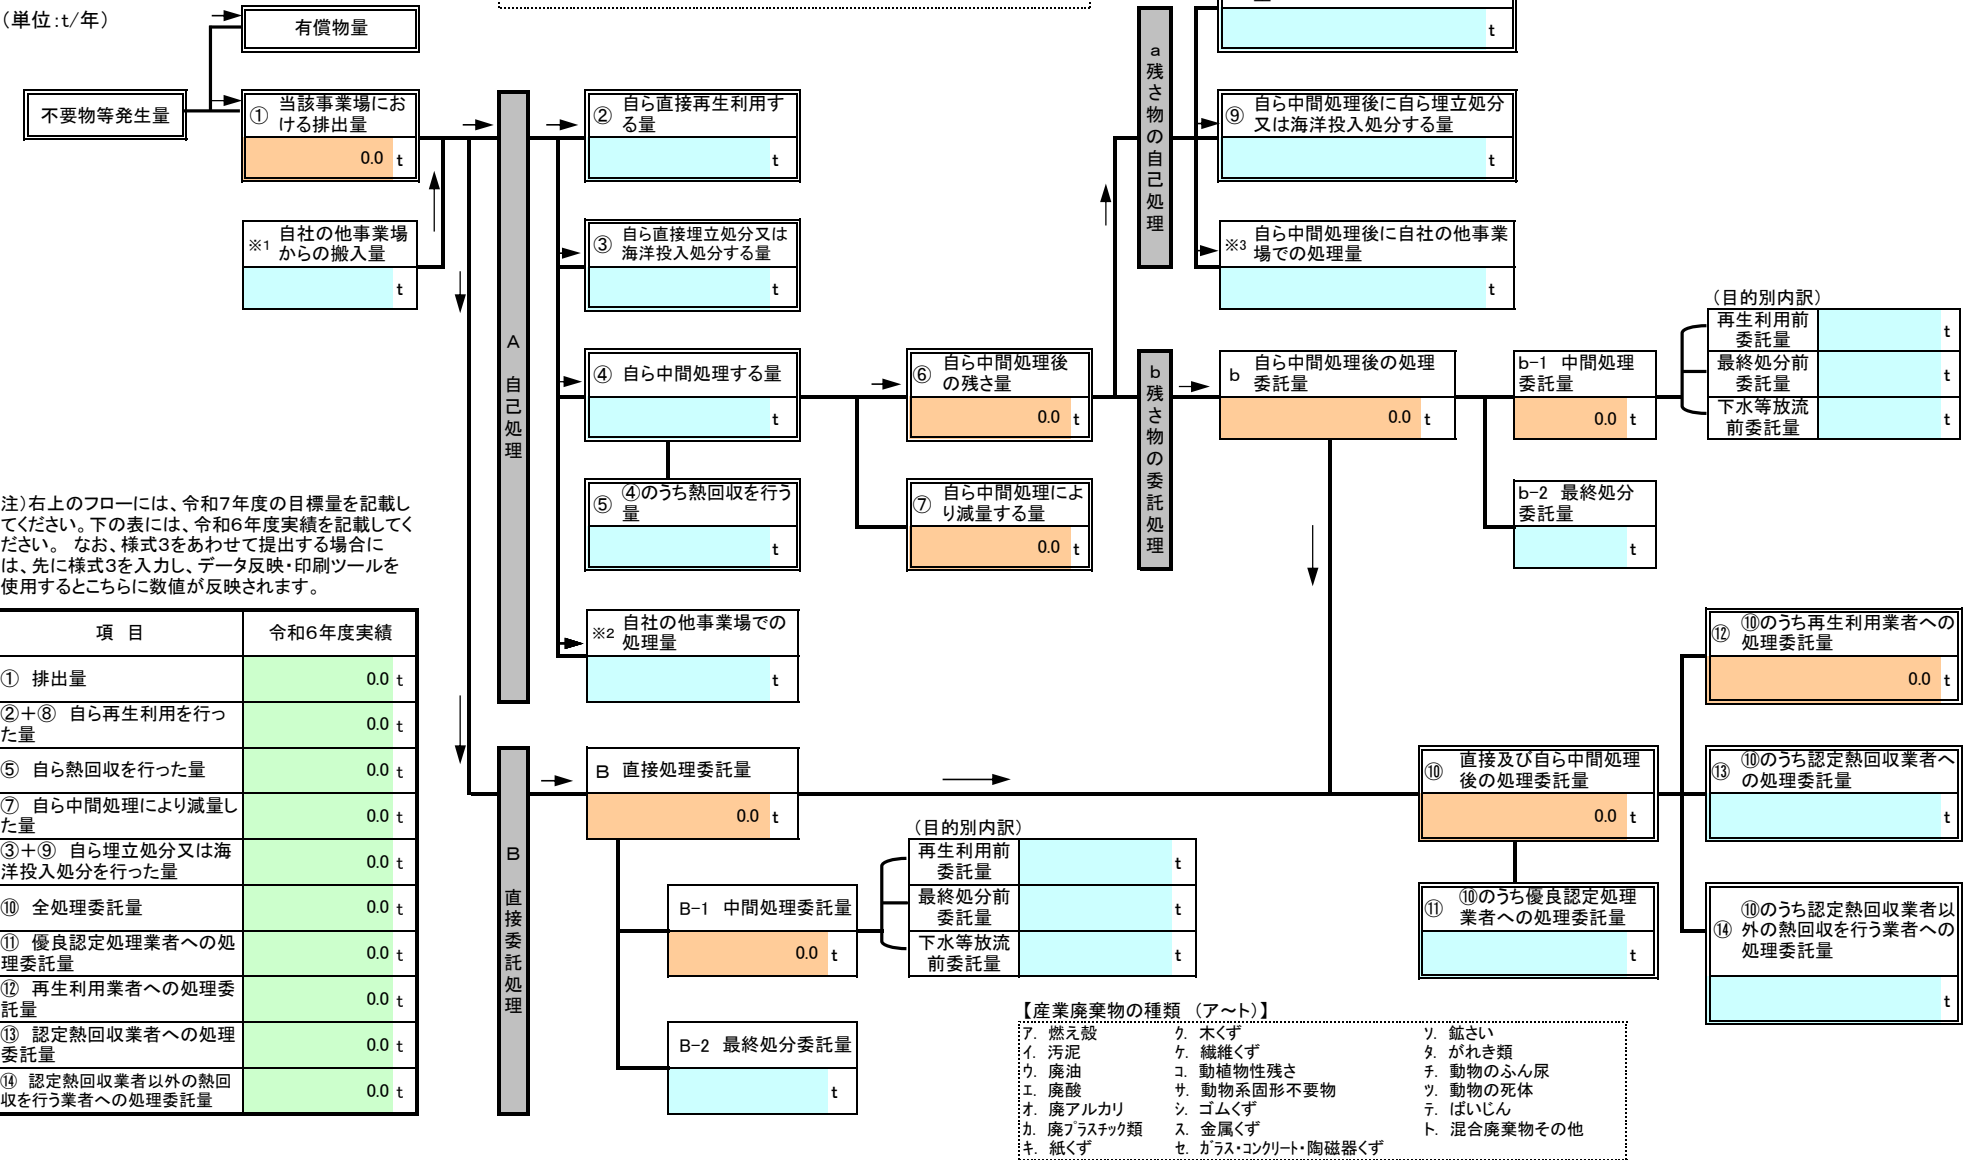 （単位：t/年）
有償物量
不要物等発生量
① 当該事業場にお
ける排出量
0.0 t
※1 自社の他事業場
からの搬入量
t
A 自己処理
② 自ら直接再生利用す
る量
t
③ 自ら直接埋立処分又は
海洋投入処分する量
t
④ 自ら中間処理する量
t
⑤ ④のうち熱回収を行う
量
t
※2 自社の他事業場での
処理量
t
⑥ 自ら中間処理後
の残さ量
0.0 t
⑦ 自ら中間処理によ
り減量する量
0.0 t
a 残さ物の自己処理
t
⑨ 自ら中間処理後に自ら埋立処分
又は海洋投入処分する量
t
※3 自ら中間処理後に自社の他事業
場での処理量
t
b 残さ物の委託処理
b 自ら中間処理後の処理
委託量
0.0 t
b-1 中間処理
委託量
0.0 t
（目的別内訳）
再生利用前
委託量
t
最終処分前
委託量
t
下水等放流
前委託量
t
b-2 最終処分
委託量
t
注）右上のフローには、令和7年度の目標量を記載し
てください。下の表には、令和6年度実績を記載してく
ださい。 なお、様式3をあわせて提出する場合に
は、先に様式3を入力し、データ反映・印刷ツールを
使用するとこちらに数値が反映されます。
項 目 令和6年度実績
① 排出量 0.0 t
②＋⑧ 自ら再生利用を行っ
た量 0.0 t
⑤ 自ら熱回収を行った量 0.0 t
⑦ 自ら中間処理により減量し
た量 0.0 t
③＋⑨ 自ら埋立処分又は海
洋投入処分を行った量 0.0 t
⑩ 全処理委託量 0.0 t
⑪ 優良認定処理業者への処
理委託量 0.0 t
⑫ 再生利用業者への処理委
託量 0.0 t
⑬ 認定熱回収業者への処理
委託量 0.0 t
⑭ 認定熱回収業者以外の熱回
収を行う業者への処理委託量 0.0 t
B 直接委託処理
B 直接処理委託量
0.0 t
B-1 中間処理委託量
0.0 t
（目的別内訳）
再生利用前
委託量
t
最終処分前
委託量
t
下水等放流
前委託量
t
B-2 最終処分委託量
t
⑩ 直接及び自ら中間処理
後の処理委託量
0.0 t
⑪ ⑩のうち優良認定処理
業者への処理委託量
t
⑫ ⑩のうち再生利用業者への
処理委託量
0.0 t
⑬ ⑩のうち認定熱回収業者へ
の処理委託量
t
⑭ ⑩のうち認定熱回収業者以
外の熱回収を行う業者への
処理委託量
t
【産業廃棄物の種類 （ア～ト）】
ア. 燃え殻 ク. 木くず ソ. 鉱さい
イ. 汚泥 ケ. 繊維くず タ. がれき類
ウ. 廃油 コ. 動植物性残さ チ. 動物のふん尿
エ. 廃酸 サ. 動物系固形不要物 ツ. 動物の死体
オ. 廃アルカリ シ. ゴムくず テ. ばいじん
カ. 廃プラスチック類 ス. 金属くず ト. 混合廃棄物その他
キ. 紙くず セ. ガラス・コンクリート・陶磁器くず